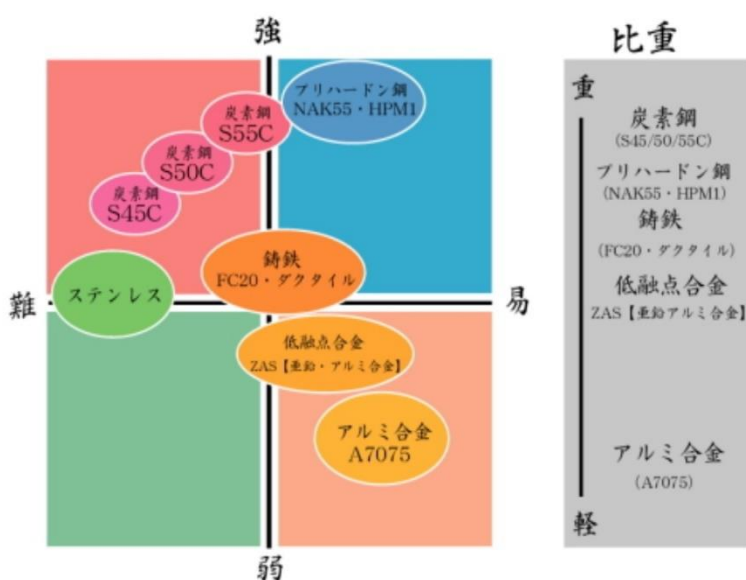 強
難
易
弱
プリハードン鋼
NAK55・HPM1
炭素鋼
S55C
炭素鋼
S50C
炭素鋼
S45C
鋳鉄
FC20・ダクタイル
ステンレス
低融点合金
ZAS【亜鉛・アルミ合金】
アルミ合金
A7075
比重
重
炭素鋼
(S45/50/55C)
プリハードン鋼
(NAK55・HPM1)
鋳鉄
(FC20・ダクタイル)
低融点合金
ZAS【亜鉛アルミ合金】
アルミ合金
(A7075)
軽